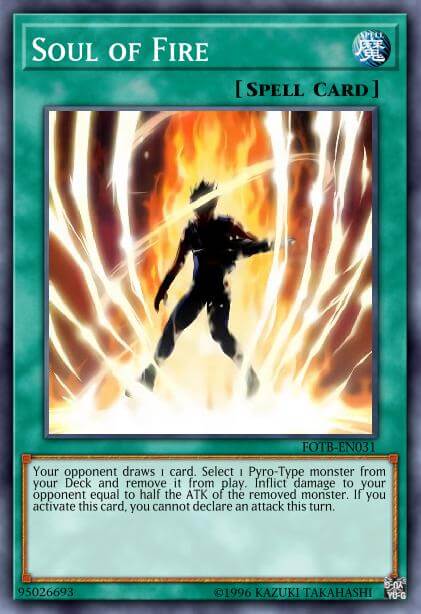 Soul of Fire
SPELL
魔
[ Spell Card ]
FOTB-EN031
Your opponent draws 1 card. Select 1 Pyro-Type monster from
your Deck and remove it from play. Inflict damage to your
opponent equal to half the ATK of the removed monster. If you
activate this card, you cannot declare an attack this turn.
95026693
©1996 KAZUKI TAKAHASHI